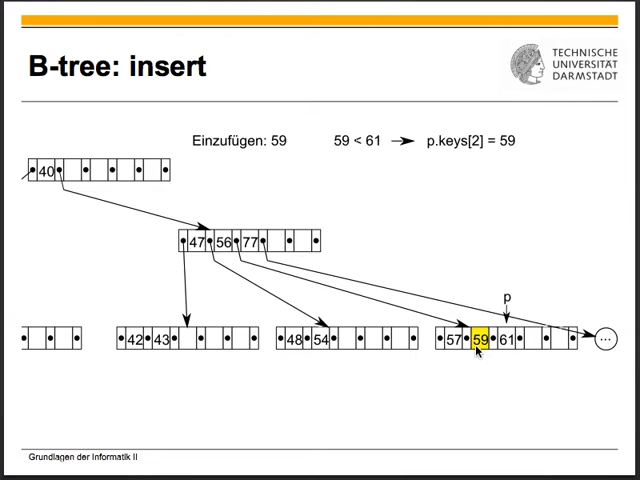 B-tree: insert
TECHNISCHE
UNIVERSITÄT
DARMSTADT
Einzufügen: 59 59 < 61 p.keys[2] = 59
40
47 56 77
p
42 43 48 54 57 59 61 ...
Grundlagen der Informatik II